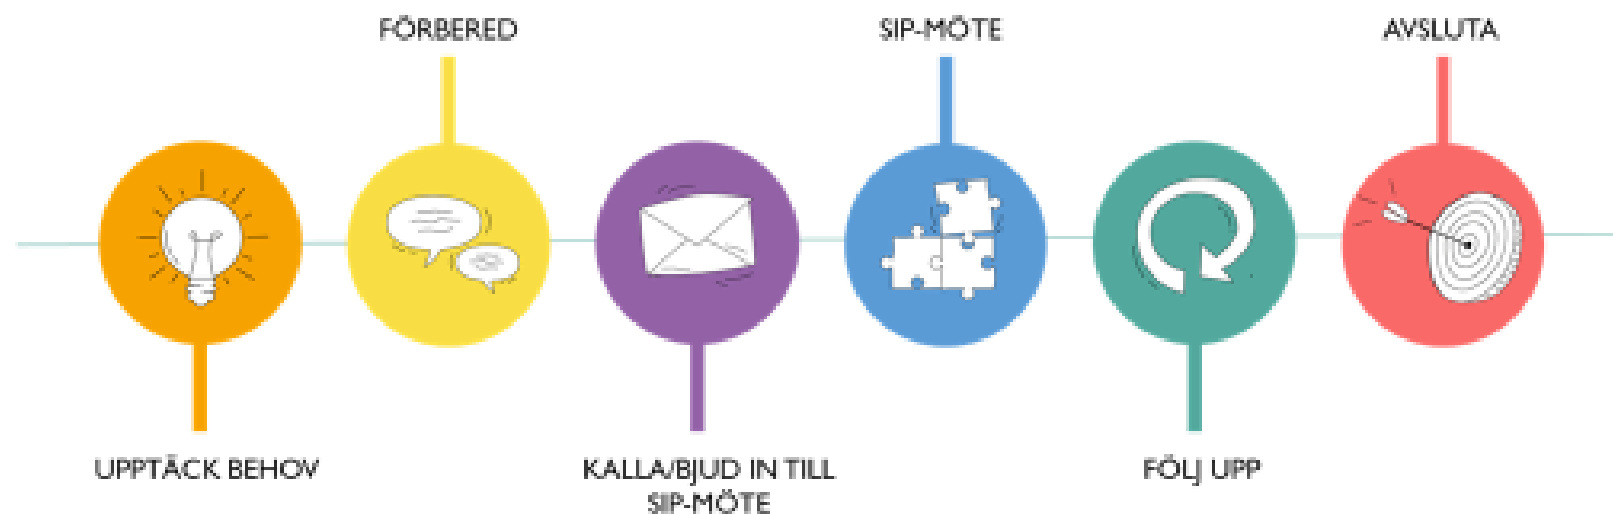 UPPTÄCK BEHOV
FÖRBERED
KALLA/BJUD IN TILL
SIP-MÖTE
SIP-MÖTE
FÖLJ UPP
AVSLUTA